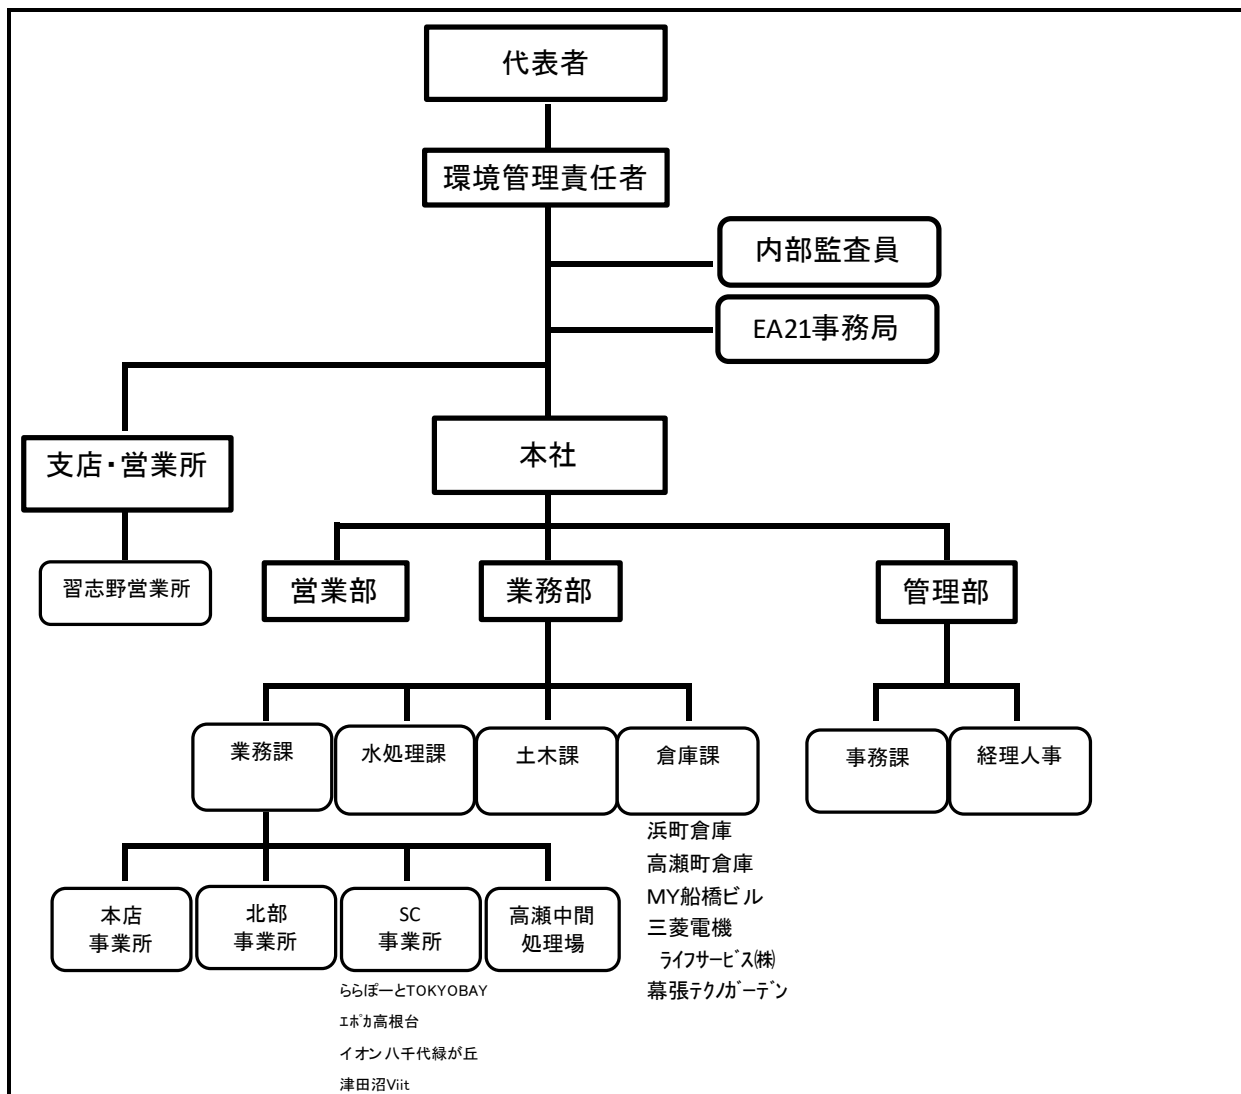 代表者
環境管理責任者
内部監査員
EA21事務局
支店・営業所
本社
習志野営業所
営業部
業務部
管理部
業務課
水処理課
土木課
倉庫課
事務課
経理人事
浜町倉庫
高瀬町倉庫
MY船橋ビル
三菱電機
ﾗｲﾌｻｰﾋﾞｽ㈱
幕張ﾃｸﾉｶﾞｰﾃﾞﾝ
本店
事業所
北部
事業所
SC
事業所
高瀬中間
処理場
ららぽーとTOKYOBAY
ｴﾎﾟｶ高根台
イオン八千代緑が丘
津田沼Viit